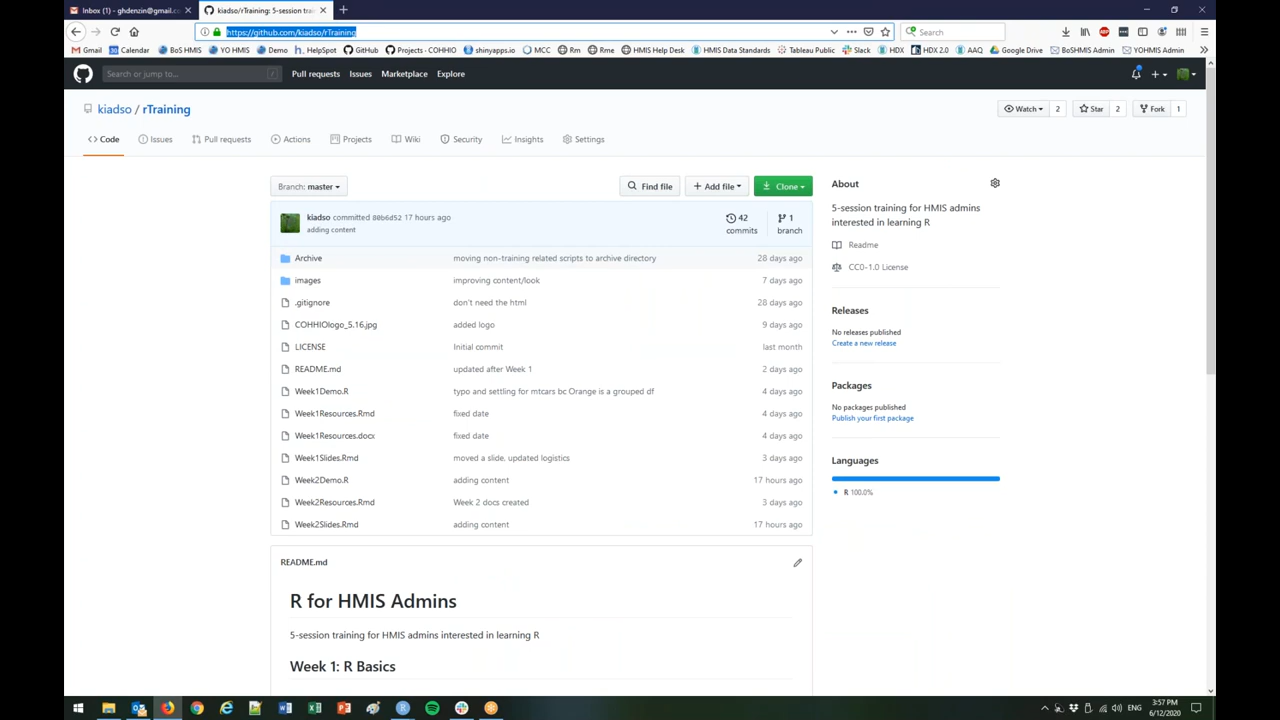 Inbox (1) - ghdenzin@gmail.c
kiadso/rTraining: 5-session trai
https://github.com/kiadso/rTraining
Search
Gmail Calendar BoS HMIS YO HMIS Demo HelpSpot GitHub Projects - COHHIO shinyapps.io MCC Rm Rme HMIS Help Desk HMIS Data Standards Tableau Public Slack HDX HDX 2.0 AAQ Google Drive BoSHMIS Admin YOHMIS Admin
Search or jump to... /
Pull requests Issues Marketplace Explore
kiadso / rTraining
Watch 2 Star 2 Fork 1
Code Issues Pull requests Actions Projects Wiki Security Insights Settings
Branch: master Find file Add file Clone
kiadso committed 80b6d52 17 hours ago
adding content
42 commits
1 branch
Archive moving non-training related scripts to archive directory 28 days ago
images improving content/look 7 days ago
.gitignore don't need the html 28 days ago
COHHIOlogo_5.16.jpg added logo 9 days ago
LICENSE Initial commit last month
README.md updated after Week 1 2 days ago
Week1Demo.R typo and settling for mtcars bc Orange is a grouped df 4 days ago
Week1Resources.Rmd fixed date 4 days ago
Week1Resources.docx fixed date 4 days ago
Week1Slides.Rmd moved a slide, updated logistics 3 days ago
Week2Demo.R adding content 17 hours ago
Week2Resources.Rmd Week 2 docs created 3 days ago
Week2Slides.Rmd adding content 17 hours ago
README.md
R for HMIS Admins
5-session training for HMIS admins interested in learning R
Week 1: R Basics
About
5-session training for HMIS admins
interested in learning R
Readme
CC0-1.0 License
Releases
No releases published
Create a new release
Packages
No packages published
Publish your first package
Languages
R 100.0%
ENG
3:57 PM
6/12/2020